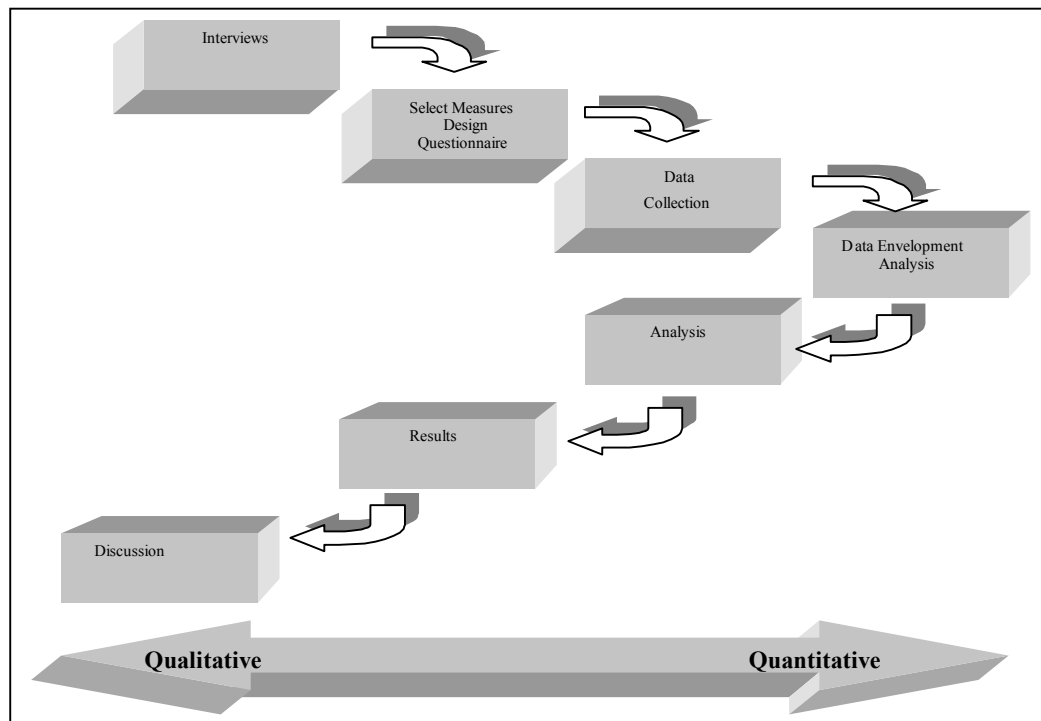 Interviews
Select Measures
Design
Questionnaire
Data
Collection
Data Envelopment
Analysis
Analysis
Results
Discussion
Qualitative
Quantitative